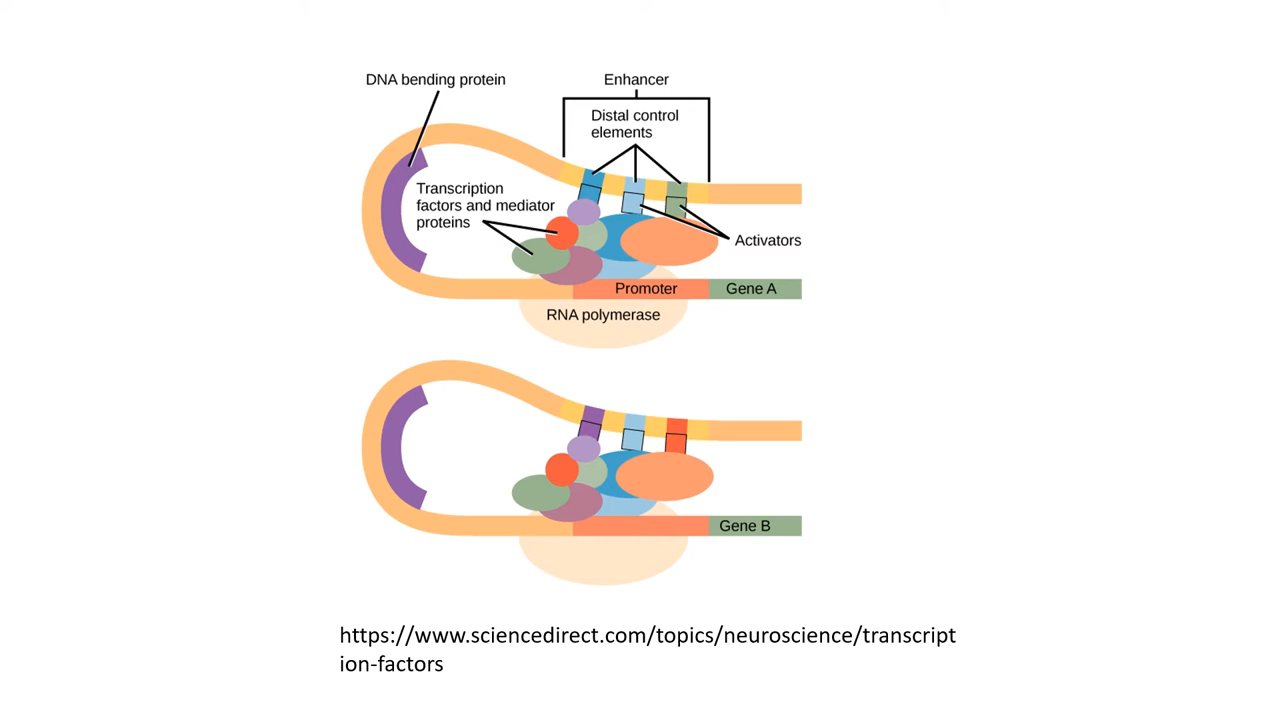 DNA bending protein
Enhancer
Distal control
elements
Transcription
factors and mediator
proteins
Activators
Promoter
Gene A
RNA polymerase
Gene B
https://www.sciencedirect.com/topics/neuroscience/transcript
ion-factors